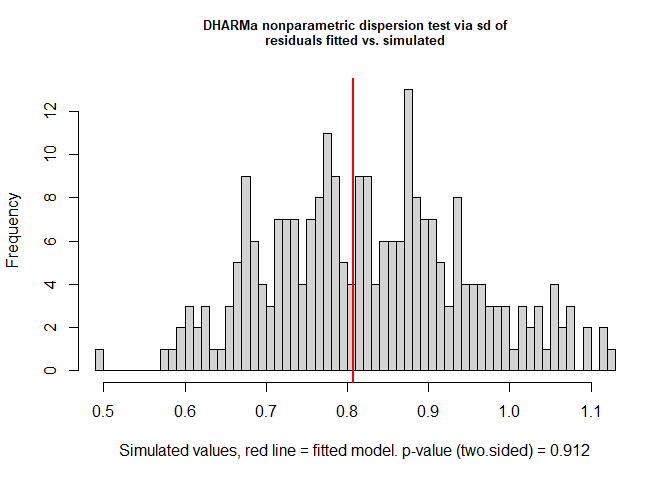 DHARMa nonparametric dispersion test via sd of
residuals fitted vs. simulated
Frequency
12
10
8
6
4
2
0
0.5 0.6 0.7 0.8 0.9 1.0 1.1
Simulated values, red line = fitted model. p-value (two.sided) = 0.912